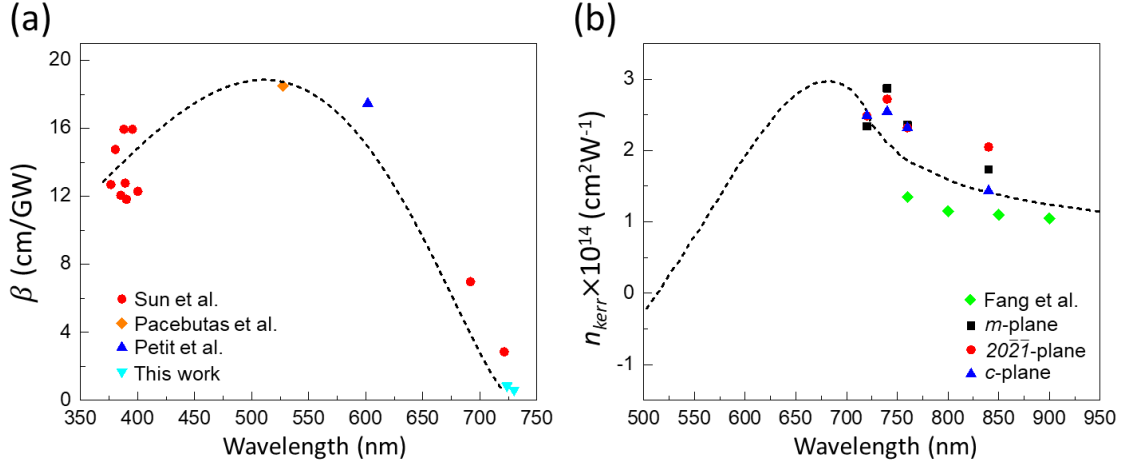 (a)
20
16
12
8
4
0
β (cm/GW)
Sun et al.
Pacebutas et al.
Petit et al.
This work
350 400 450 500 550 600 650 700 750
Wavelength (nm)
(b)
3
2
1
0
-1
n_kerr×10¹⁴ (cm²W⁻¹)
Fang et al.
m-plane
202̅1̅-plane
c-plane
500 550 600 650 700 750 800 850 900 950
Wavelength (nm)